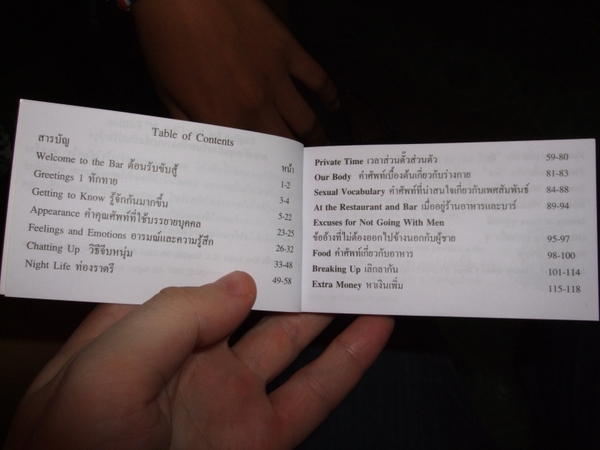 Table of Contents
สารบัญ
หน้า
Welcome to the Bar ต้อนรับขับสู้ 1-2
Greetings 1 ทักทาย 3-4
Getting to Know รู้จักกันมากขึ้น 5-22
Appearance คำคุณศัพท์ที่ใช้บรรยายบุคคล 23-25
Feelings and Emotions อารมณ์และความรู้สึก 26-32
Chatting Up วิธีจีบหนุ่ม 33-48
Night Life ท่องราตรี 49-58
Private Time เวลาส่วนตั๊วส่วนตัว 59-80
Our Body คำศัพท์เบื้องต้นเกี่ยวกับร่างกาย 81-83
Sexual Vocabulary คำศัพท์ที่น่าสนใจเกี่ยวกับเพศสัมพันธ์ 84-88
At the Restaurant and Bar เมื่ออยู่ร้านอาหารและบาร์ 89-94
Excuses for Not Going With Men
ข้ออ้างที่ไม่ต้องออกไปข้างนอกกับผู้ชาย 95-97
Food คำศัพท์เกี่ยวกับอาหาร 98-100
Breaking Up เลิกลากัน 101-114
Extra Money หาเงินเพิ่ม 115-118